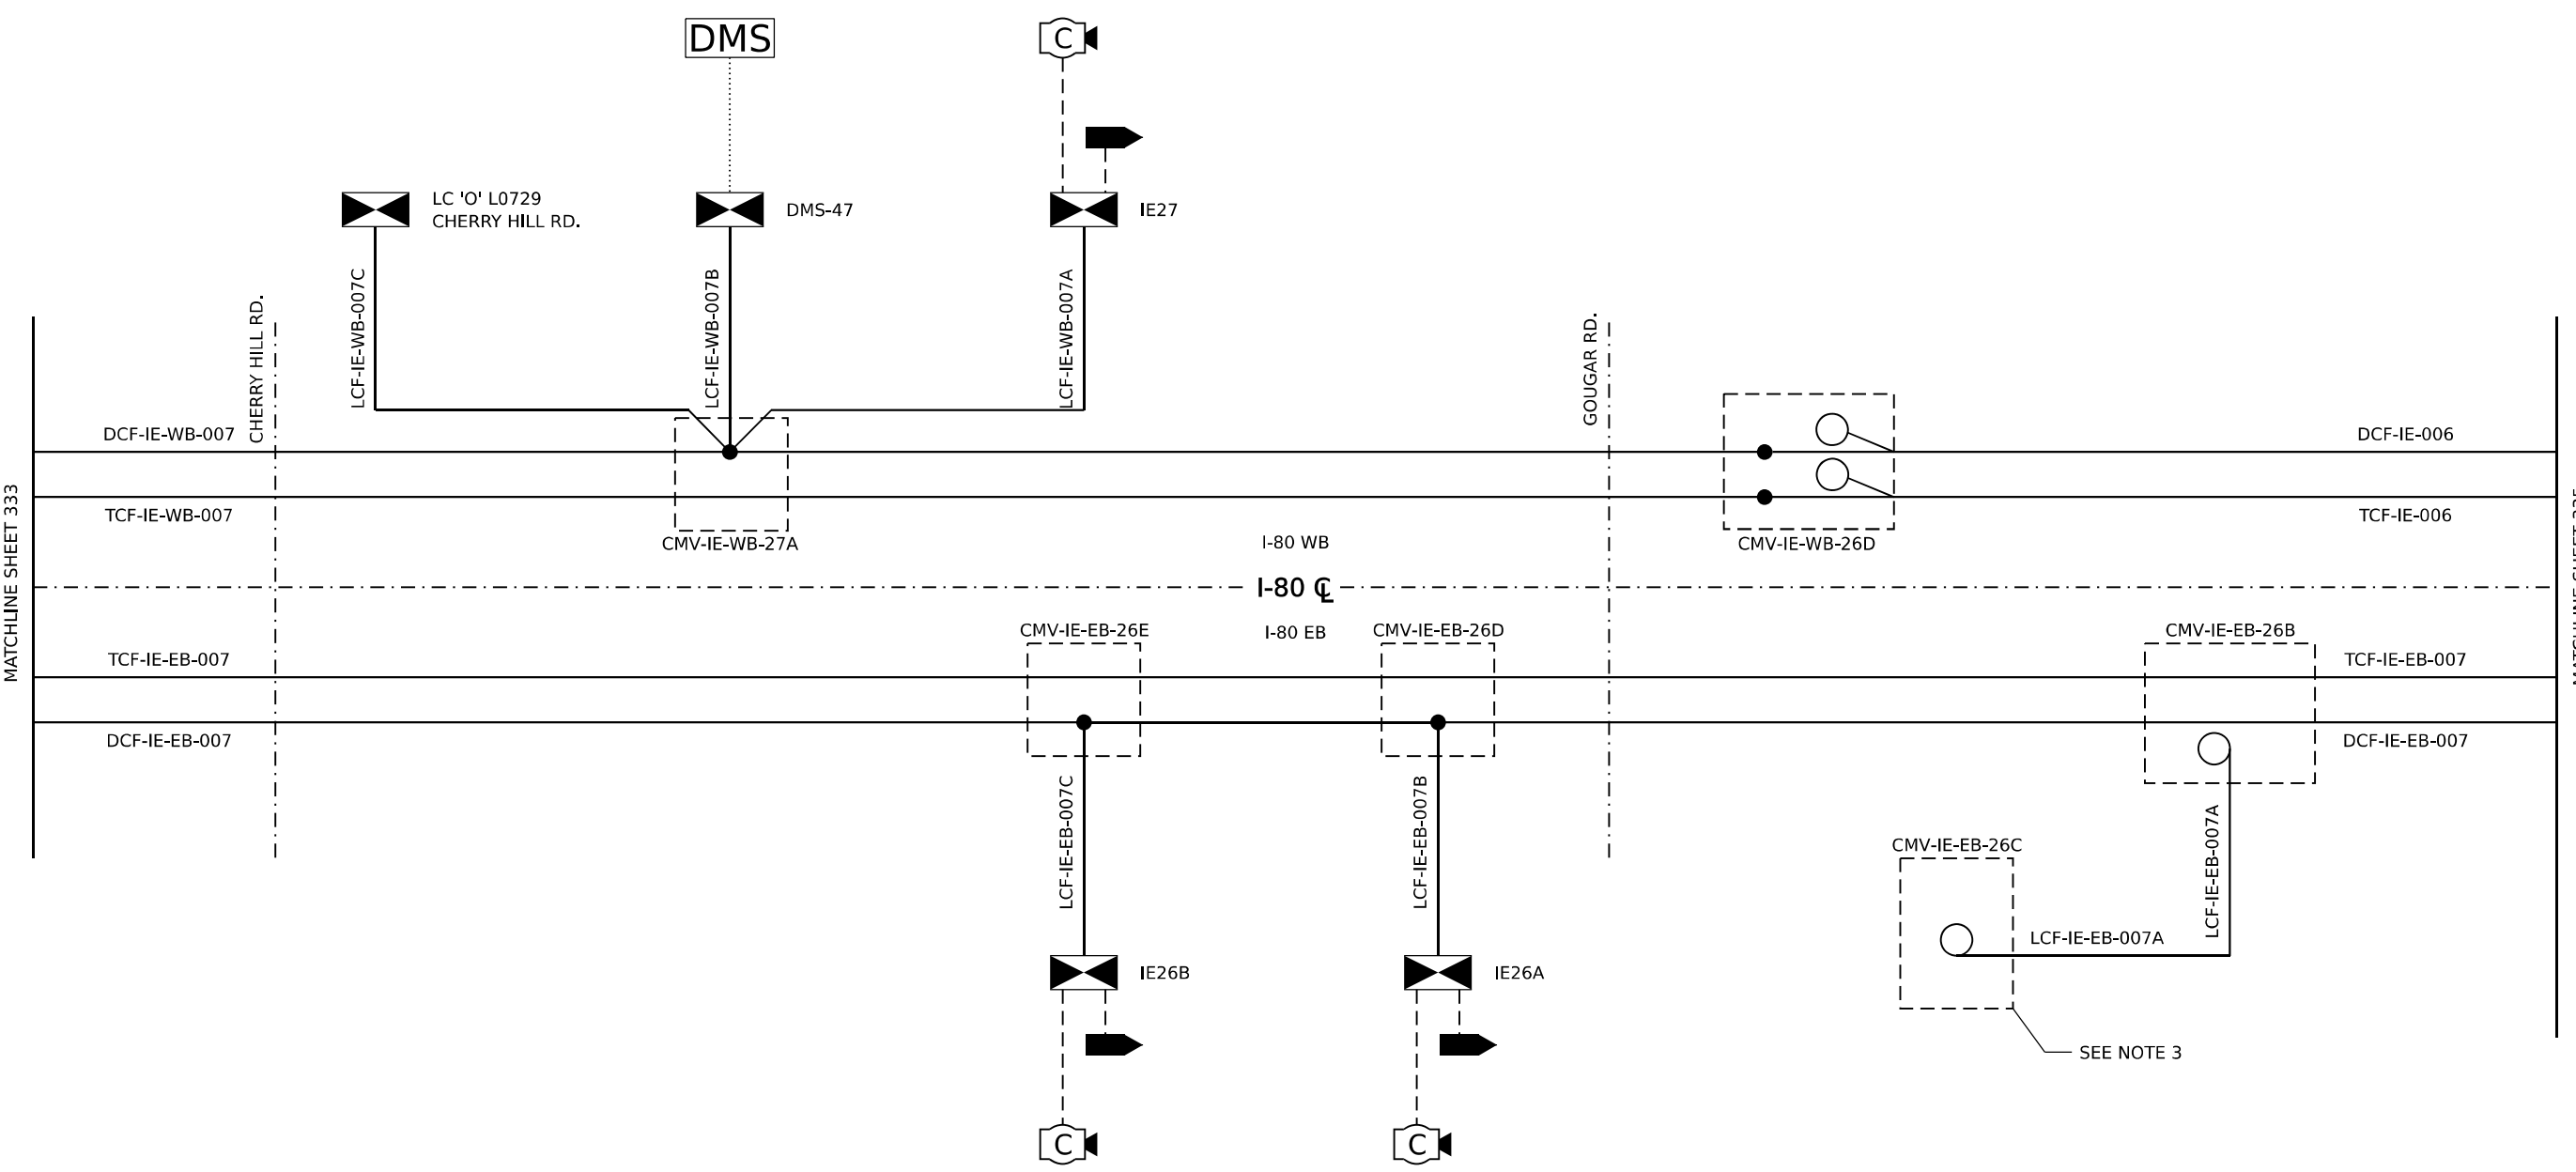 DMS
C
LC 'O' L0729
CHERRY HILL RD.
DMS-47
IE27
LCF-IE-WB-007C
LCF-IE-WB-007B
LCF-IE-WB-007A
CHERRY HILL RD.
GOUGAR RD.
DCF-IE-WB-007
DCF-IE-006
TCF-IE-WB-007
TCF-IE-006
MATCHLINE SHEET 333
CMV-IE-WB-27A
I-80 WB
CMV-IE-WB-26D
I-80 ℄
CMV-IE-EB-26E
I-80 EB
CMV-IE-EB-26D
CMV-IE-EB-26B
TCF-IE-EB-007
TCF-IE-EB-007
DCF-IE-EB-007
DCF-IE-EB-007
LCF-IE-EB-007C
LCF-IE-EB-007B
LCF-IE-EB-007A
CMV-IE-EB-26C
LCF-IE-EB-007A
IE26B
IE26A
SEE NOTE 3
C
C